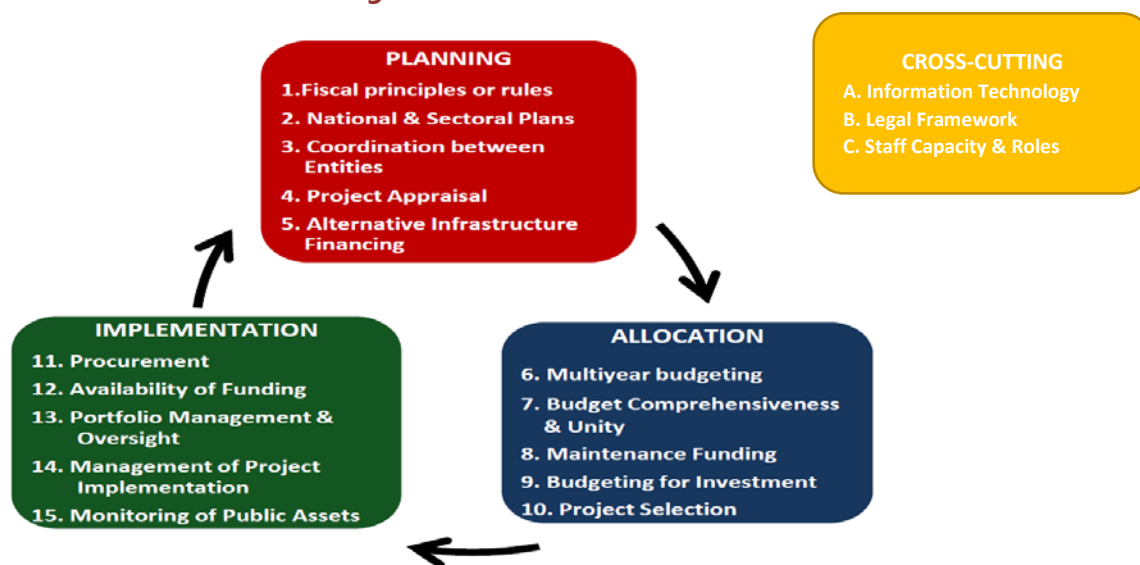 PLANNING
1.Fiscal principles or rules
2. National & Sectoral Plans
3. Coordination between
Entities
4. Project Appraisal
5. Alternative Infrastructure
Financing
CROSS-CUTTING
A. Information Technology
B. Legal Framework
C. Staff Capacity & Roles
IMPLEMENTATION
11. Procurement
12. Availability of Funding
13. Portfolio Management &
Oversight
14. Management of Project
Implementation
15. Monitoring of Public Assets
ALLOCATION
6. Multiyear budgeting
7. Budget Comprehensiveness
& Unity
8. Maintenance Funding
9. Budgeting for Investment
10. Project Selection